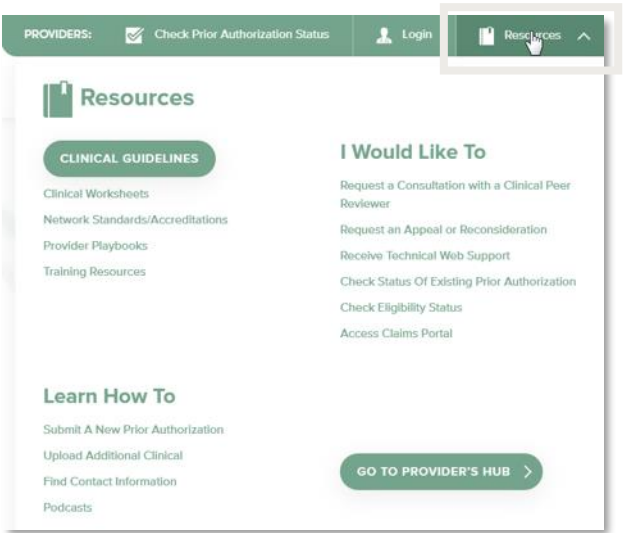 PROVIDERS:
Check Prior Authorization Status
Login
Resources
Resources
CLINICAL GUIDELINES
Clinical Worksheets
Network Standards/Accreditations
Provider Playbooks
Training Resources
I Would Like To
Request a Consultation with a Clinical Peer
Reviewer
Request an Appeal or Reconsideration
Receive Technical Web Support
Check Status Of Existing Prior Authorization
Check Eligibility Status
Access Claims Portal
Learn How To
Submit A New Prior Authorization
Upload Additional Clinical
Find Contact Information
Podcasts
GO TO PROVIDER'S HUB